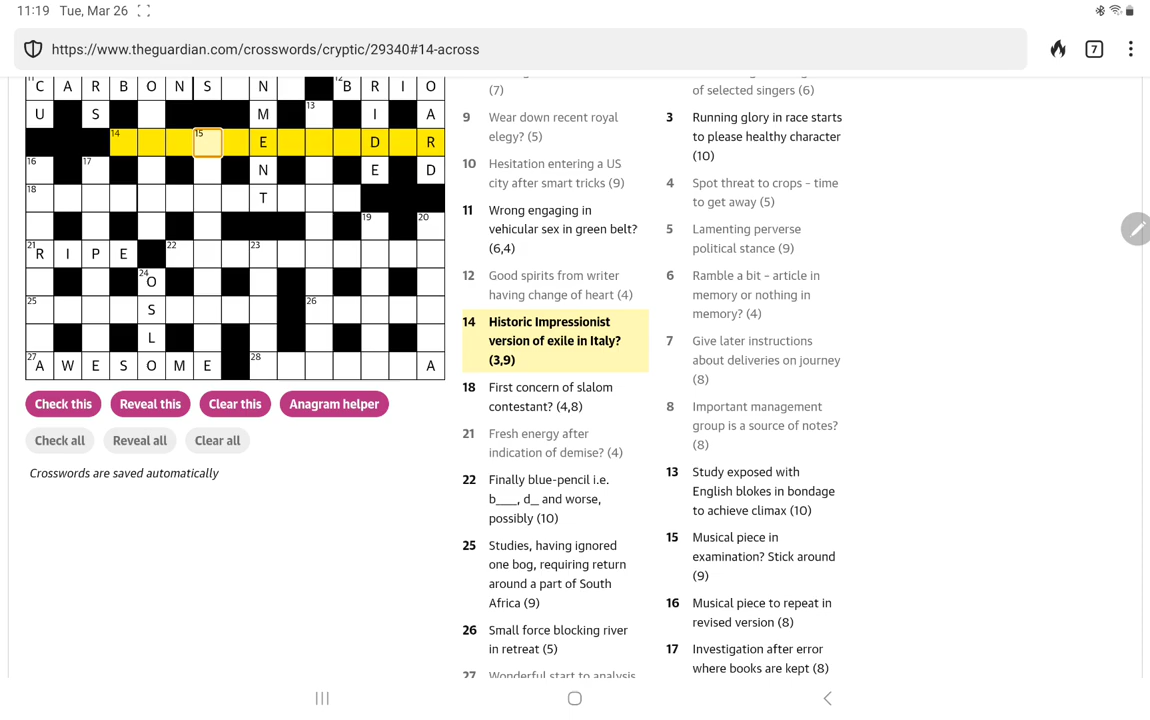 11:19 Tue, Mar 26
https://www.theguardian.com/crosswords/cryptic/29340#14-across
7
11 C A R B O N S N 12 B R I O
U S M 13 I A
14 15 E D R
16 17 N E D
18 T
19 20
21 R I P E 22 23
24 O
25 S 26
L
27 A W E S O M E 28 A
Check this
Reveal this
Clear this
Anagram helper
Check all
Reveal all
Clear all
Crosswords are saved automatically
(7)
9 Wear down recent royal
elegy? (5)
10 Hesitation entering a US
city after smart tricks (9)
11 Wrong engaging in
vehicular sex in green belt?
(6,4)
12 Good spirits from writer
having change of heart (4)
14 Historic Impressionist
version of exile in Italy?
(3,9)
18 First concern of slalom
contestant? (4,8)
21 Fresh energy after
indication of demise? (4)
22 Finally blue-pencil i.e.
b___, d_ and worse,
possibly (10)
25 Studies, having ignored
one bog, requiring return
around a part of South
Africa (9)
26 Small force blocking river
in retreat (5)
27 Wonderful start to analysis
of selected singers (6)
3 Running glory in race starts
to please healthy character
(10)
4 Spot threat to crops – time
to get away (5)
5 Lamenting perverse
political stance (9)
6 Ramble a bit – article in
memory or nothing in
memory? (4)
7 Give later instructions
about deliveries on journey
(8)
8 Important management
group is a source of notes?
(8)
13 Study exposed with
English blokes in bondage
to achieve climax (10)
15 Musical piece in
examination? Stick around
(9)
16 Musical piece to repeat in
revised version (8)
17 Investigation after error
where books are kept (8)